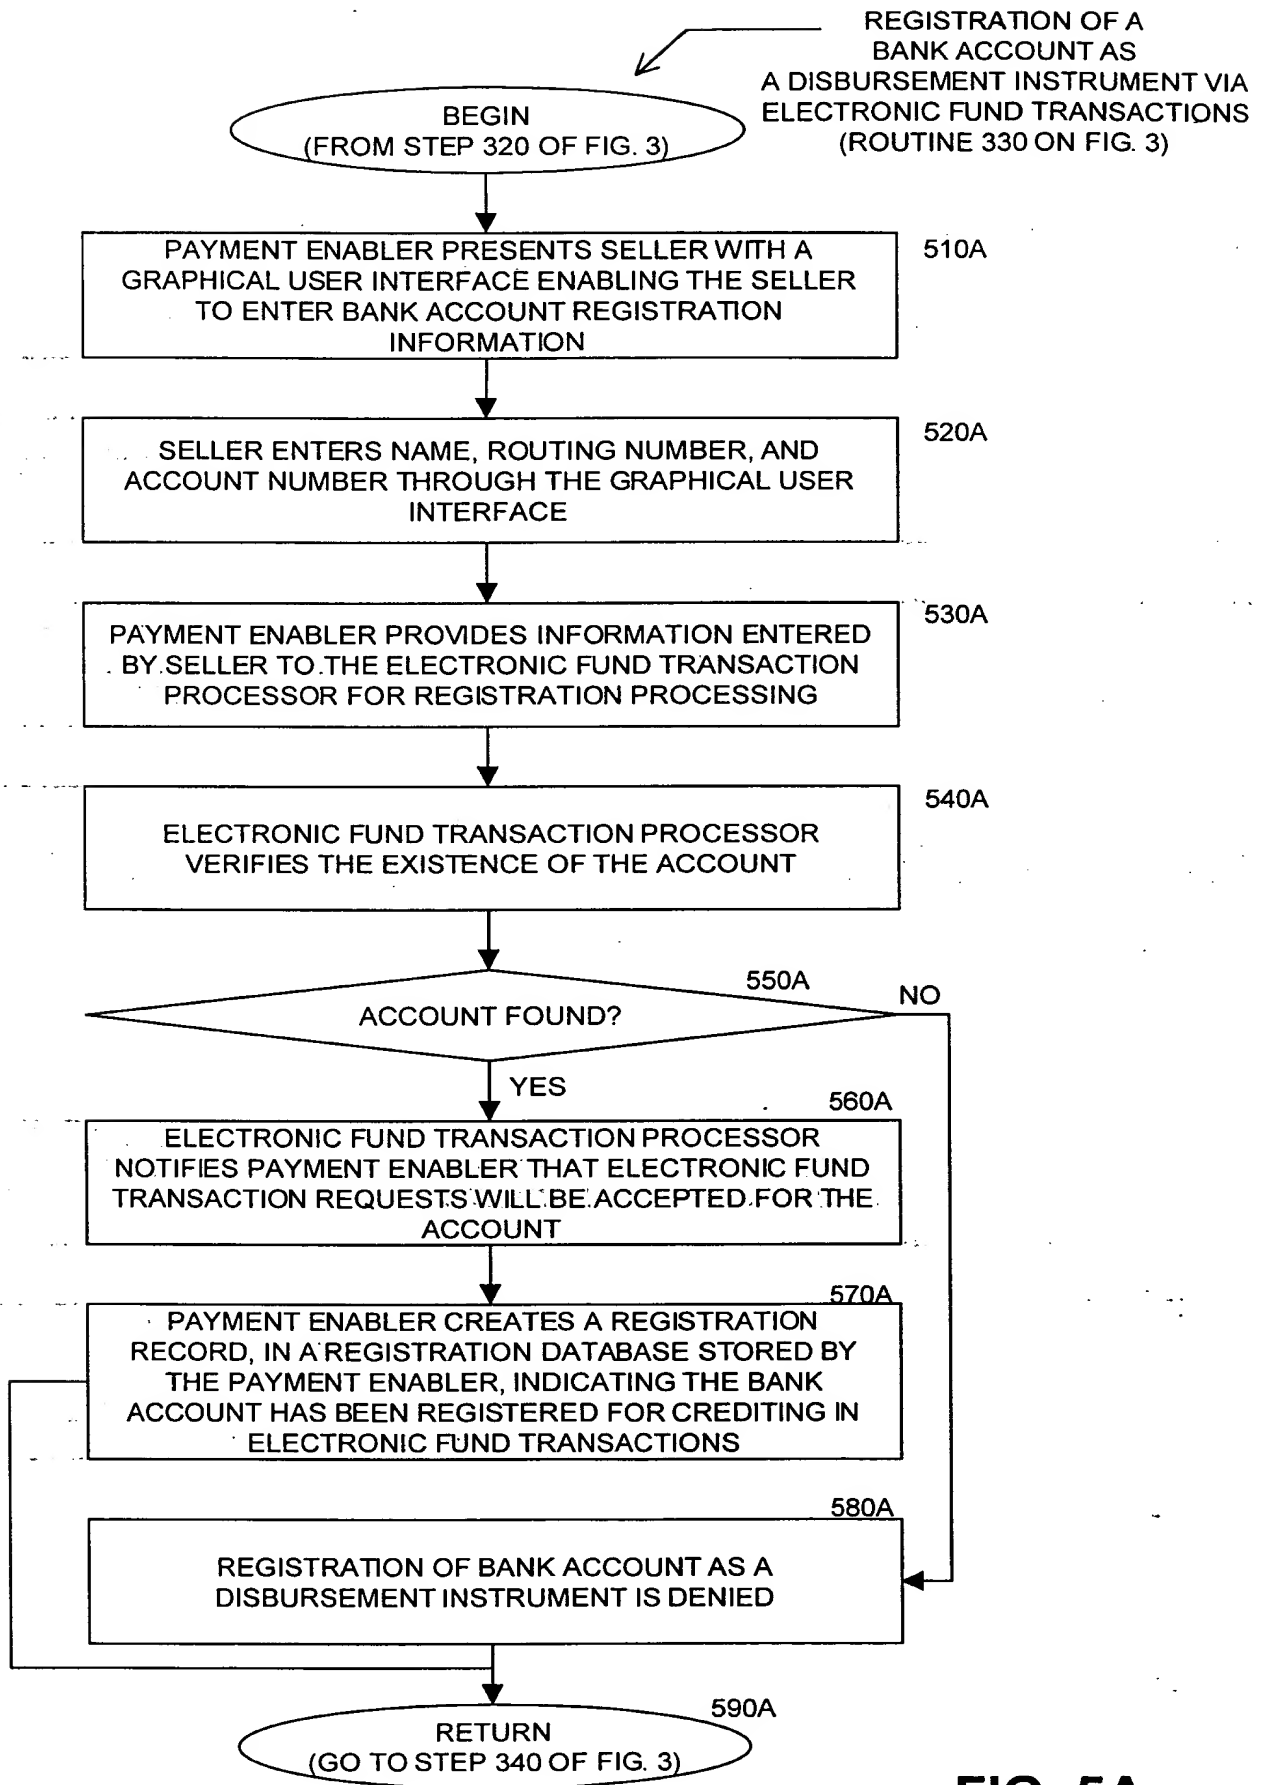 REGISTRATION OF A
BANK ACCOUNT AS
A DISBURSEMENT INSTRUMENT VIA
ELECTRONIC FUND TRANSACTIONS
(ROUTINE 330 ON FIG. 3)
BEGIN
(FROM STEP 320 OF FIG. 3)
510A
PAYMENT ENABLER PRESENTS SELLER WITH A
GRAPHICAL USER INTERFACE ENABLING THE SELLER
TO ENTER BANK ACCOUNT REGISTRATION
INFORMATION
520A
SELLER ENTERS NAME, ROUTING NUMBER, AND
ACCOUNT NUMBER THROUGH THE GRAPHICAL USER
INTERFACE
530A
PAYMENT ENABLER PROVIDES INFORMATION ENTERED
BY SELLER TO THE ELECTRONIC FUND TRANSACTION
PROCESSOR FOR REGISTRATION PROCESSING
540A
ELECTRONIC FUND TRANSACTION PROCESSOR
VERIFIES THE EXISTENCE OF THE ACCOUNT
550A
NO
ACCOUNT FOUND?
YES
560A
ELECTRONIC FUND TRANSACTION PROCESSOR
NOTIFIES PAYMENT ENABLER THAT ELECTRONIC FUND
TRANSACTION REQUESTS WILL BE ACCEPTED FOR THE
ACCOUNT
570A
PAYMENT ENABLER CREATES A REGISTRATION
RECORD, IN A REGISTRATION DATABASE STORED BY
THE PAYMENT ENABLER, INDICATING THE BANK
ACCOUNT HAS BEEN REGISTERED FOR CREDITING IN
ELECTRONIC FUND TRANSACTIONS
580A
REGISTRATION OF BANK ACCOUNT AS A
DISBURSEMENT INSTRUMENT IS DENIED
590A
RETURN
(GO TO STEP 340 OF FIG. 3)
FIG. 5A